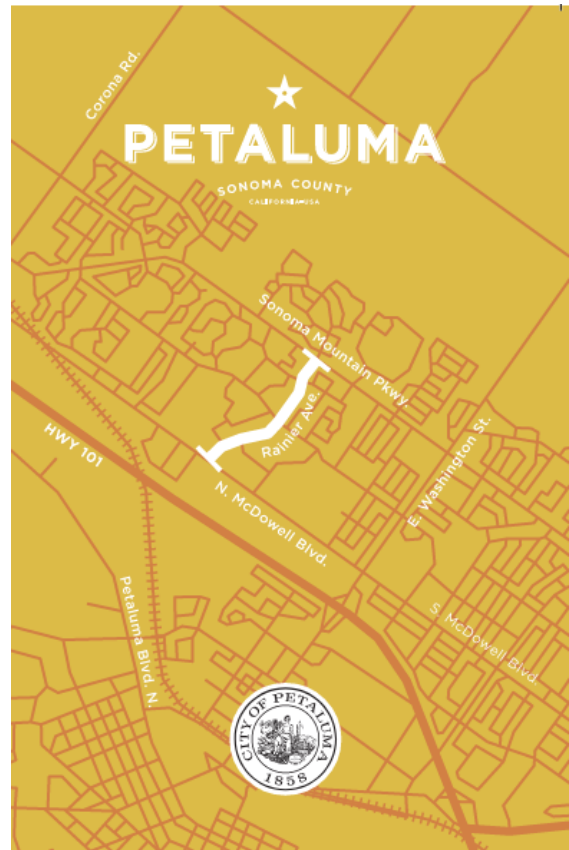 Corona Rd.
PETALUMA
SONOMA COUNTY
CALIFORNIA USA
Sonoma Mountain Pkwy.
Rainier Ave.
E. Washington St.
HWY 101
N. McDowell Blvd.
Petaluma Blvd. N.
S. McDowell Blvd.
CITY OF PETALUMA
1858